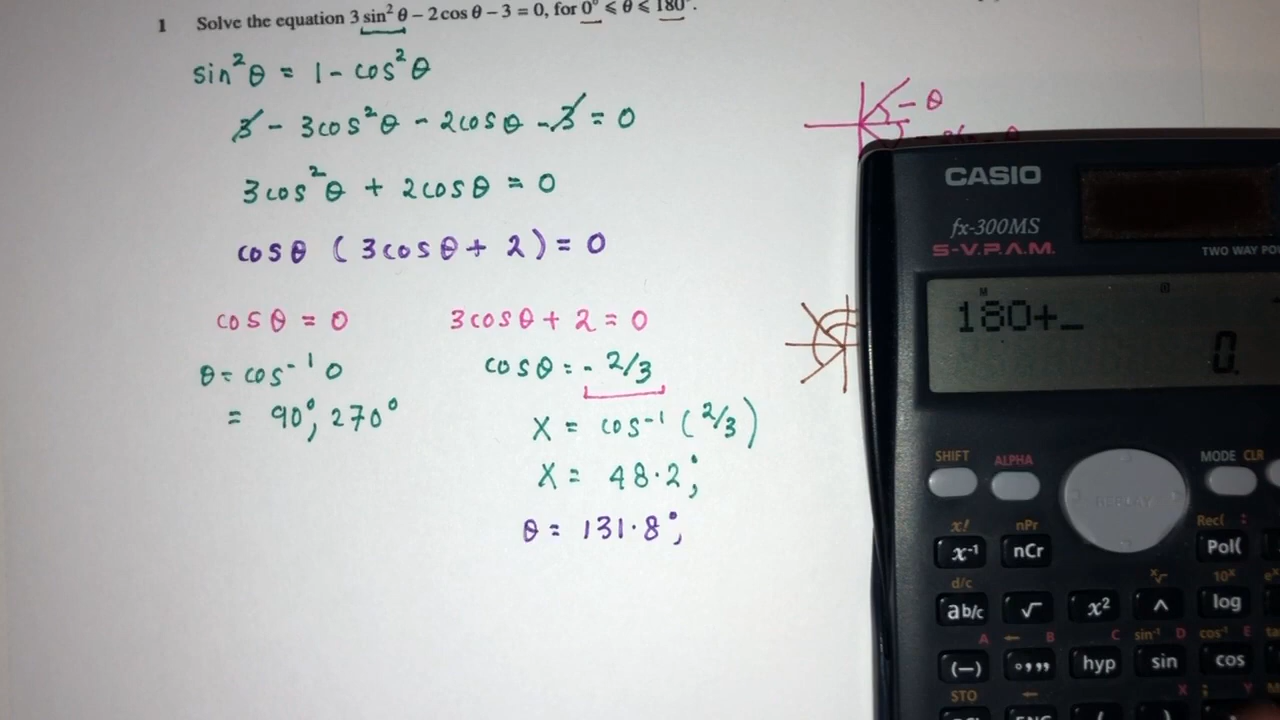 1 Solve the equation 3 sin² θ − 2 cos θ − 3 = 0, for 0° ⩽ θ ⩽ 180°.
sin²θ = 1 - cos²θ
3 - 3cos²θ - 2cosθ - 3 = 0
3cos²θ + 2cosθ = 0
cosθ (3cosθ + 2) = 0
cosθ = 0
θ = cos⁻¹ 0
= 90°, 270°
3cosθ + 2 = 0
cosθ = - 2/3
X = cos⁻¹ (2/3)
X = 48.2°,
θ = 131.8°,
θ
CASIO
fx-300MS
S-V.P.A.M.
TWO WAY PO
M
D
180+_
0.
SHIFT ALPHA MODE CLR
REPLAY
x! nPr Rec( :
x⁻¹ nCr Pol(
d/c ˣ√ 10ˣ eˣ
ab/c √ x² ^ log
A ← B C sin⁻¹ D cos⁻¹ E ta
(−) °,,, hyp sin cos
STO ← X ; Y M